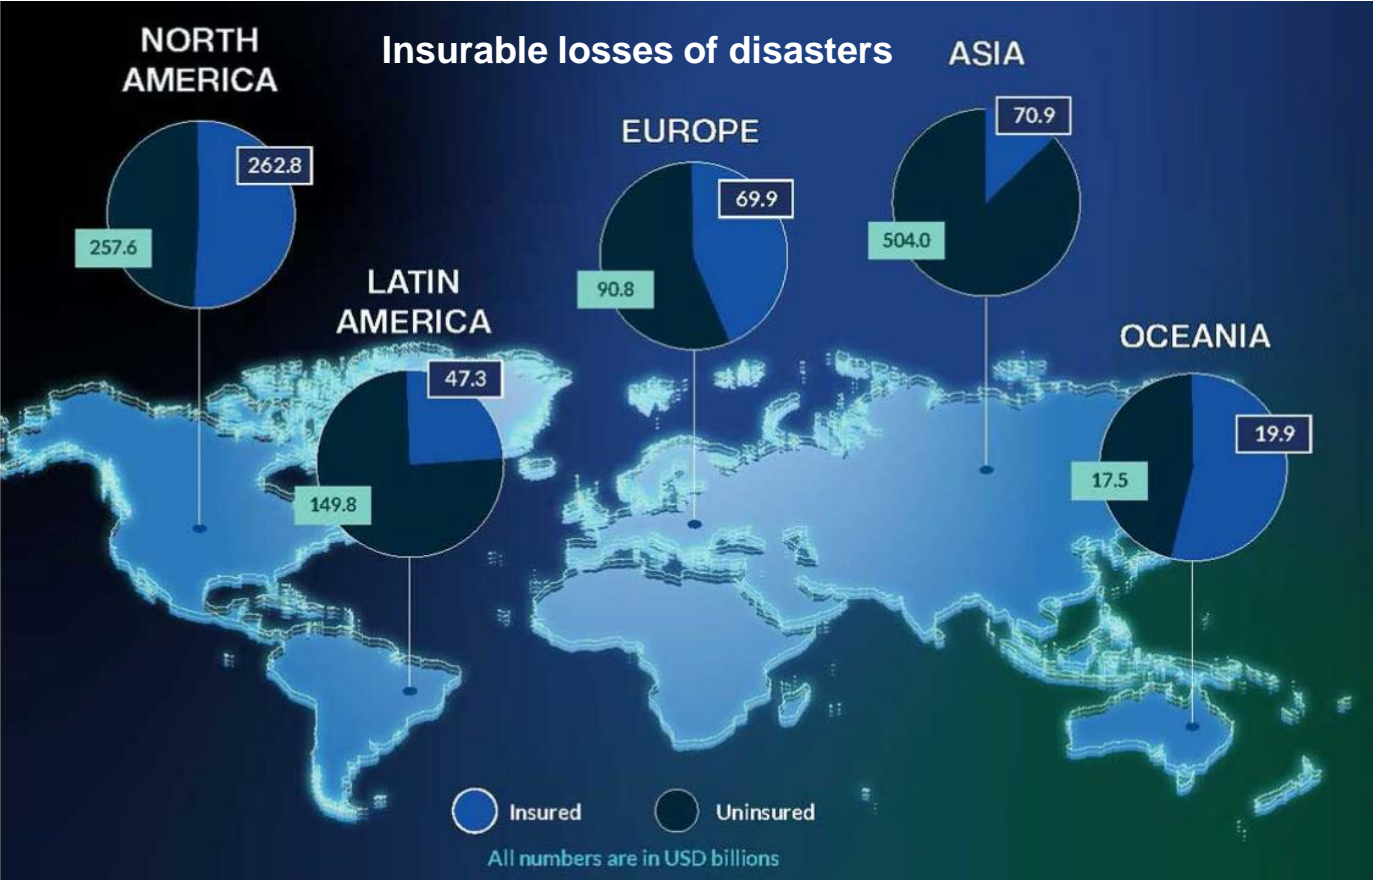 Insurable losses of disasters
NORTH
AMERICA
262.8
257.6
LATIN
AMERICA
47.3
149.8
EUROPE
69.9
90.8
ASIA
70.9
504.0
OCEANIA
19.9
17.5
Insured
Uninsured
All numbers are in USD billions